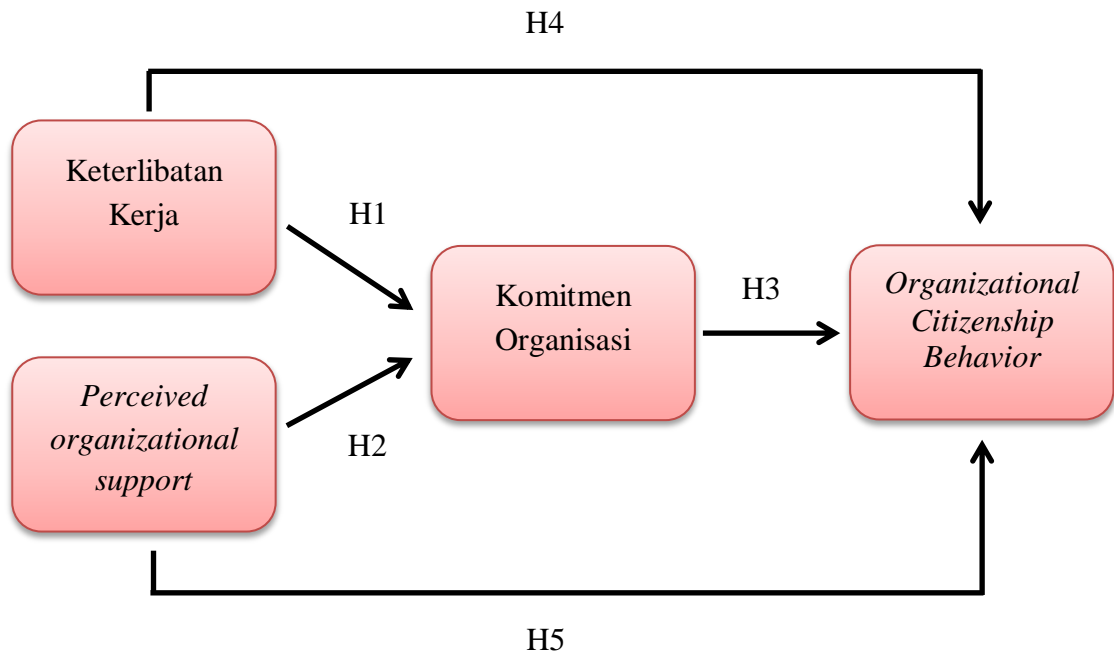 H4
Keterlibatan
Kerja
H1
Komitmen
Organisasi
H3
Organizational
Citizenship
Behavior
Perceived
organizational
support
H2
H5